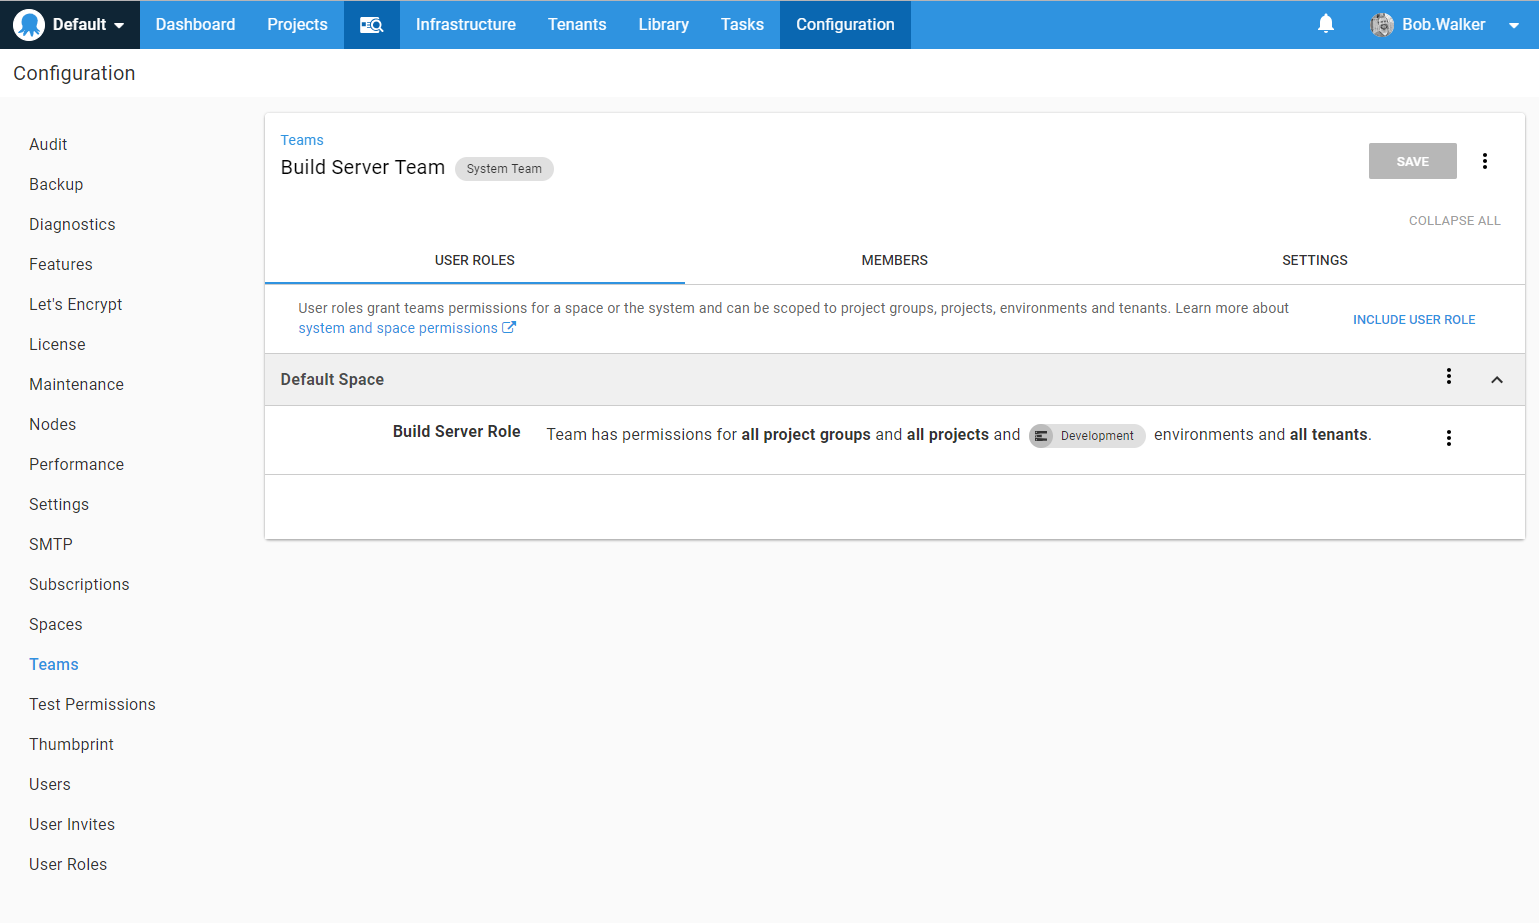 Default Dashboard Projects Infrastructure Tenants Library Tasks Configuration Bob.Walker
Configuration
Audit
Backup
Diagnostics
Features
Let's Encrypt
License
Maintenance
Nodes
Performance
Settings
SMTP
Subscriptions
Spaces
Teams
Test Permissions
Thumbprint
Users
User Invites
User Roles
Teams
Build Server Team System Team
SAVE
COLLAPSE ALL
USER ROLES MEMBERS SETTINGS
User roles grant teams permissions for a space or the system and can be scoped to project groups, projects, environments and tenants. Learn more about
system and space permissions
INCLUDE USER ROLE
Default Space
Build Server Role Team has permissions for all project groups and all projects and Development environments and all tenants.